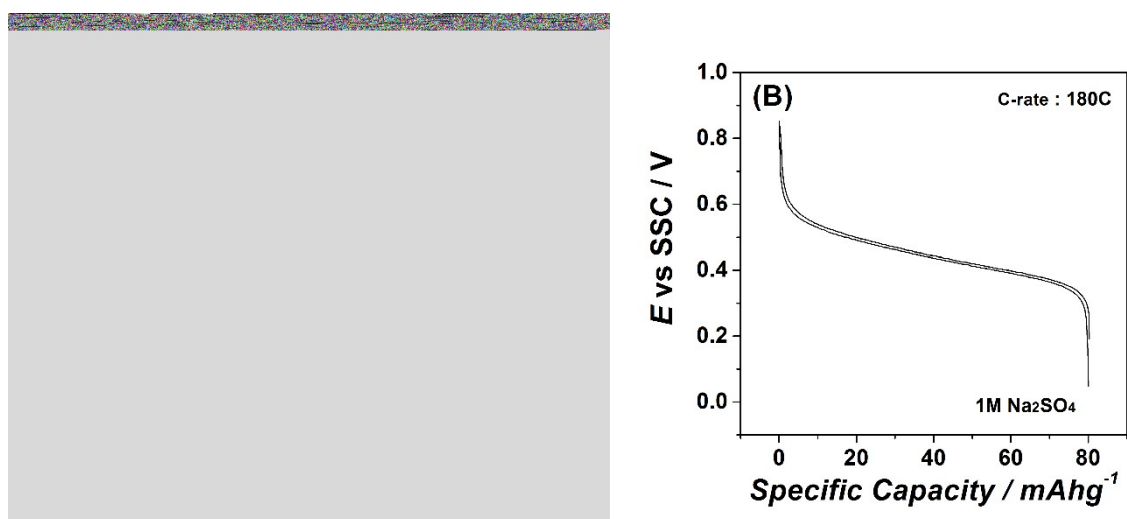 1.0
(B)
C-rate : 180C
0.8
0.6
0.4
0.2
0.0
E vs SSC / V
1M Na₂SO₄
0 20 40 60 80
Specific Capacity / mAhg⁻¹